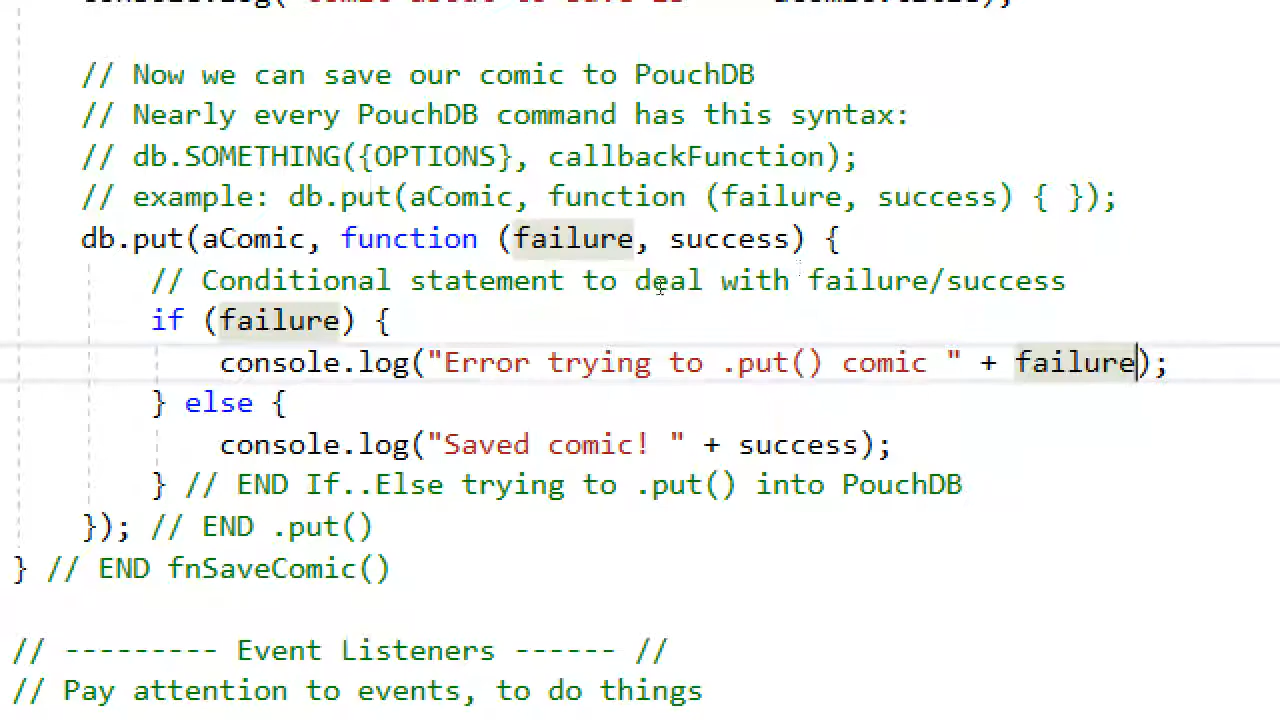 // Now we can save our comic to PouchDB
// Nearly every PouchDB command has this syntax:
// db.SOMETHING({OPTIONS}, callbackFunction);
// example: db.put(aComic, function (failure, success) { });
db.put(aComic, function (failure, success) {
// Conditional statement to deal with failure/success
if (failure) {
console.log("Error trying to .put() comic " + failure);
} else {
console.log("Saved comic! " + success);
} // END If..Else trying to .put() into PouchDB
}); // END .put()
} // END fnSaveComic()
// --------- Event Listeners ------ //
// Pay attention to events, to do things